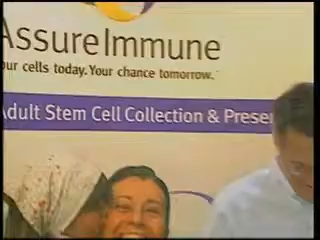 AssureImmune
our cells today. Your chance tomorrow.
Adult Stem Cell Collection & Prese